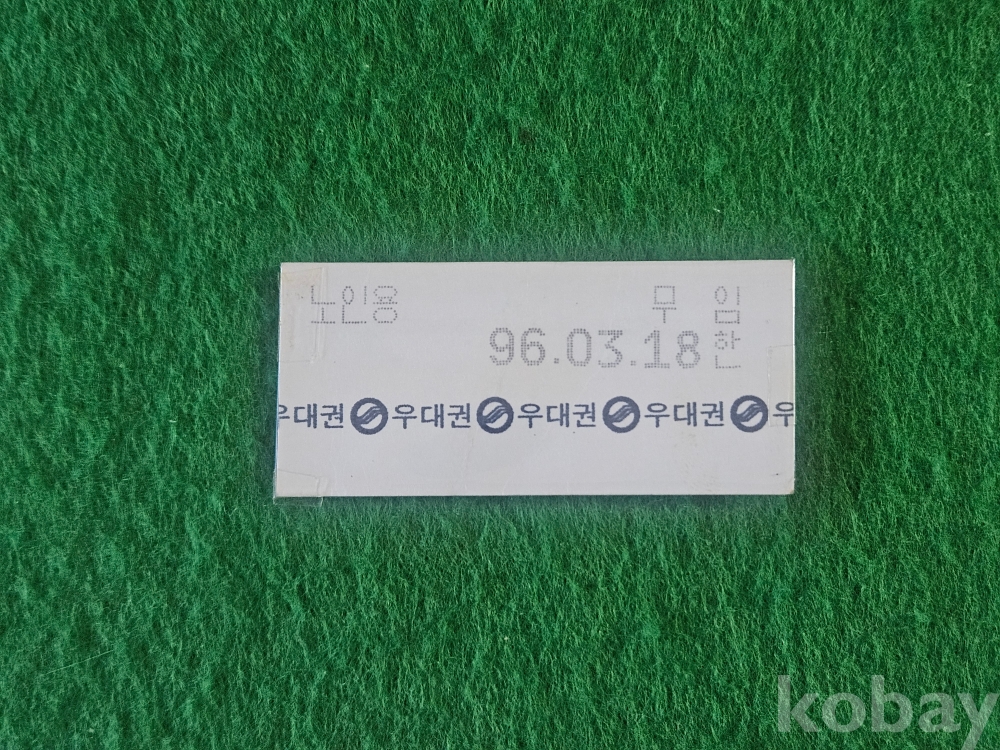 노인용 무 임
96.03.18 한
우대권 우대권 우대권 우대권 우
kobay